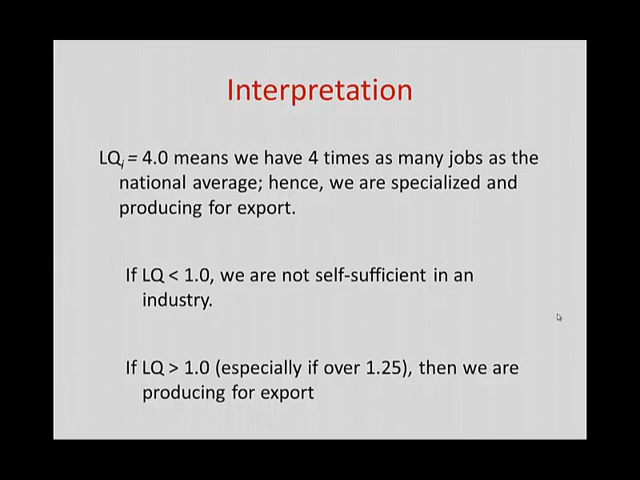 Interpretation
LQi = 4.0 means we have 4 times as many jobs as the
national average; hence, we are specialized and
producing for export.
If LQ < 1.0, we are not self-sufficient in an
industry.
If LQ > 1.0 (especially if over 1.25), then we are
producing for export